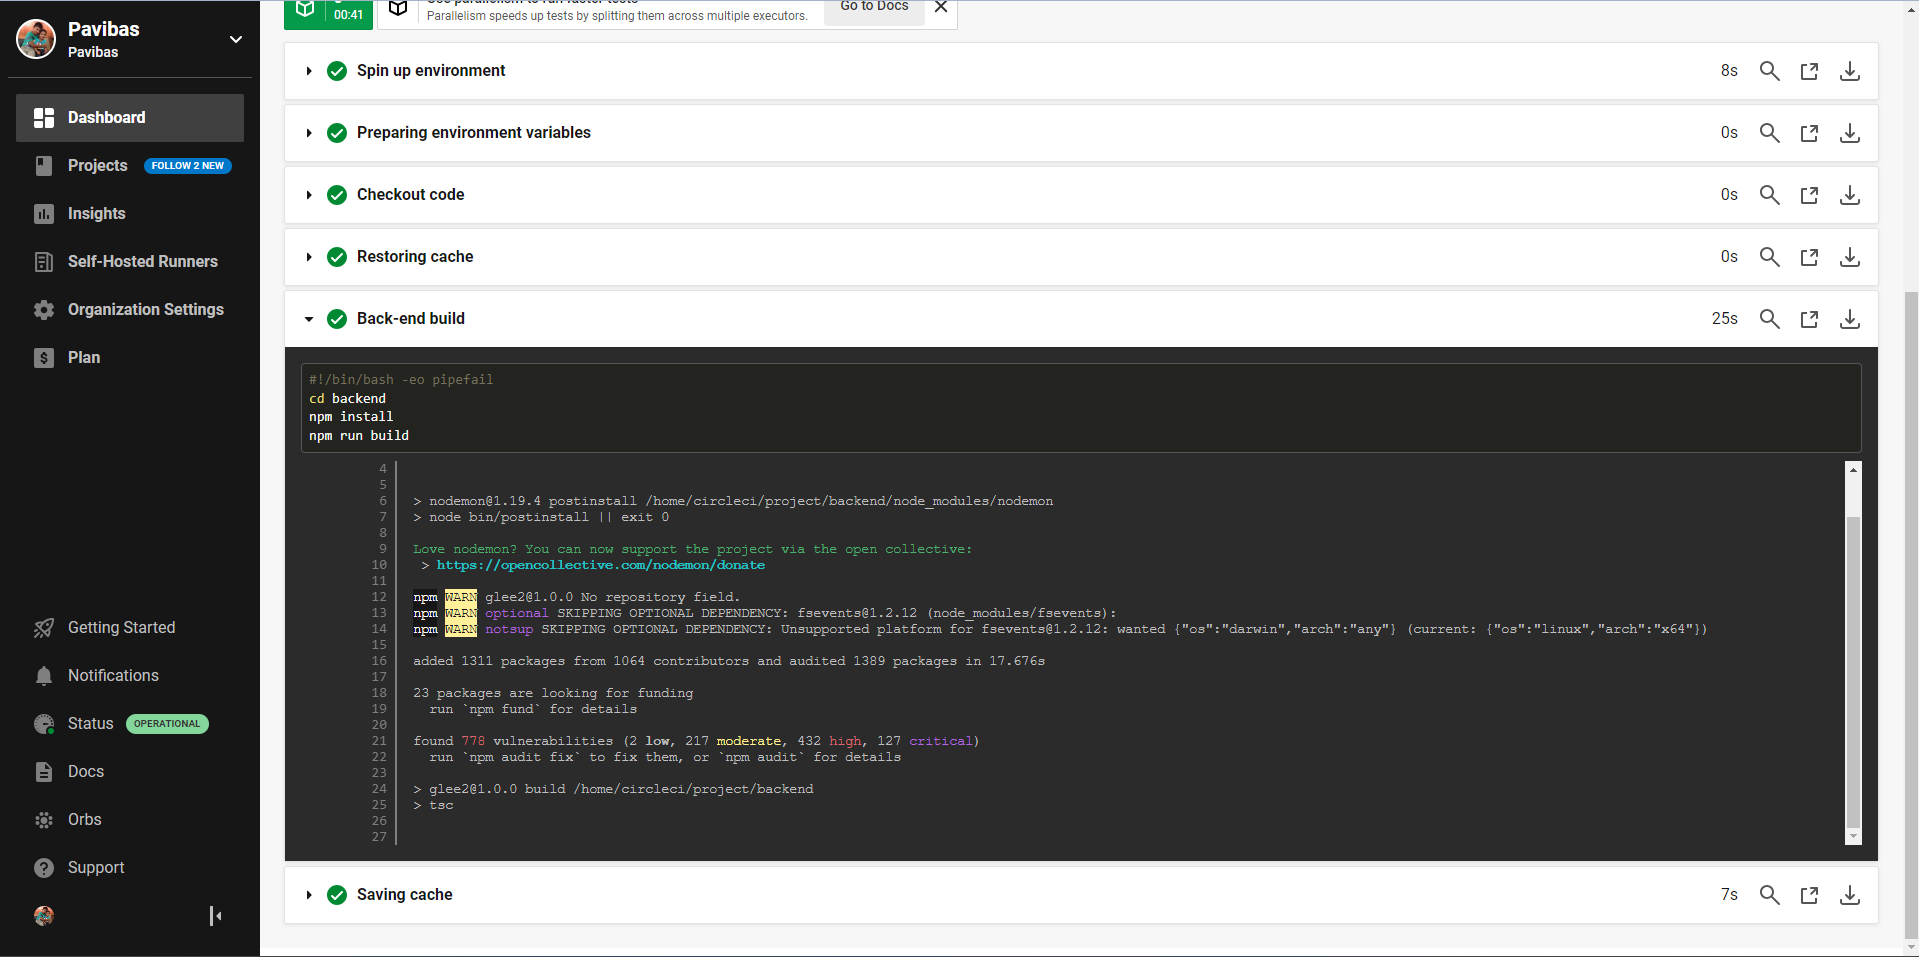 Pavibas
Pavibas
Dashboard
Projects FOLLOW 2 NEW
Insights
Self-Hosted Runners
Organization Settings
Plan
Getting Started
Notifications
Status OPERATIONAL
Docs
Orbs
Support
00:41
Use parallelism to run faster tests
Parallelism speeds up tests by splitting them across multiple executors.
Go to Docs
Spin up environment 8s
Preparing environment variables 0s
Checkout code 0s
Restoring cache 0s
Back-end build 25s
#!/bin/bash -eo pipefail
cd backend
npm install
npm run build
4
5
6 > nodemon@1.19.4 postinstall /home/circleci/project/backend/node_modules/nodemon
7 > node bin/postinstall || exit 0
8
9 Love nodemon? You can now support the project via the open collective:
10 > https://opencollective.com/nodemon/donate
11
12 npm WARN glee2@1.0.0 No repository field.
13 npm WARN optional SKIPPING OPTIONAL DEPENDENCY: fsevents@1.2.12 (node_modules/fsevents):
14 npm WARN notsup SKIPPING OPTIONAL DEPENDENCY: Unsupported platform for fsevents@1.2.12: wanted {"os":"darwin","arch":"any"} (current: {"os":"linux","arch":"x64"})
15
16 added 1311 packages from 1064 contributors and audited 1389 packages in 17.676s
17
18 23 packages are looking for funding
19 run `npm fund` for details
20
21 found 778 vulnerabilities (2 low, 217 moderate, 432 high, 127 critical)
22 run `npm audit fix` to fix them, or `npm audit` for details
23
24 > glee2@1.0.0 build /home/circleci/project/backend
25 > tsc
26
27
Saving cache 7s